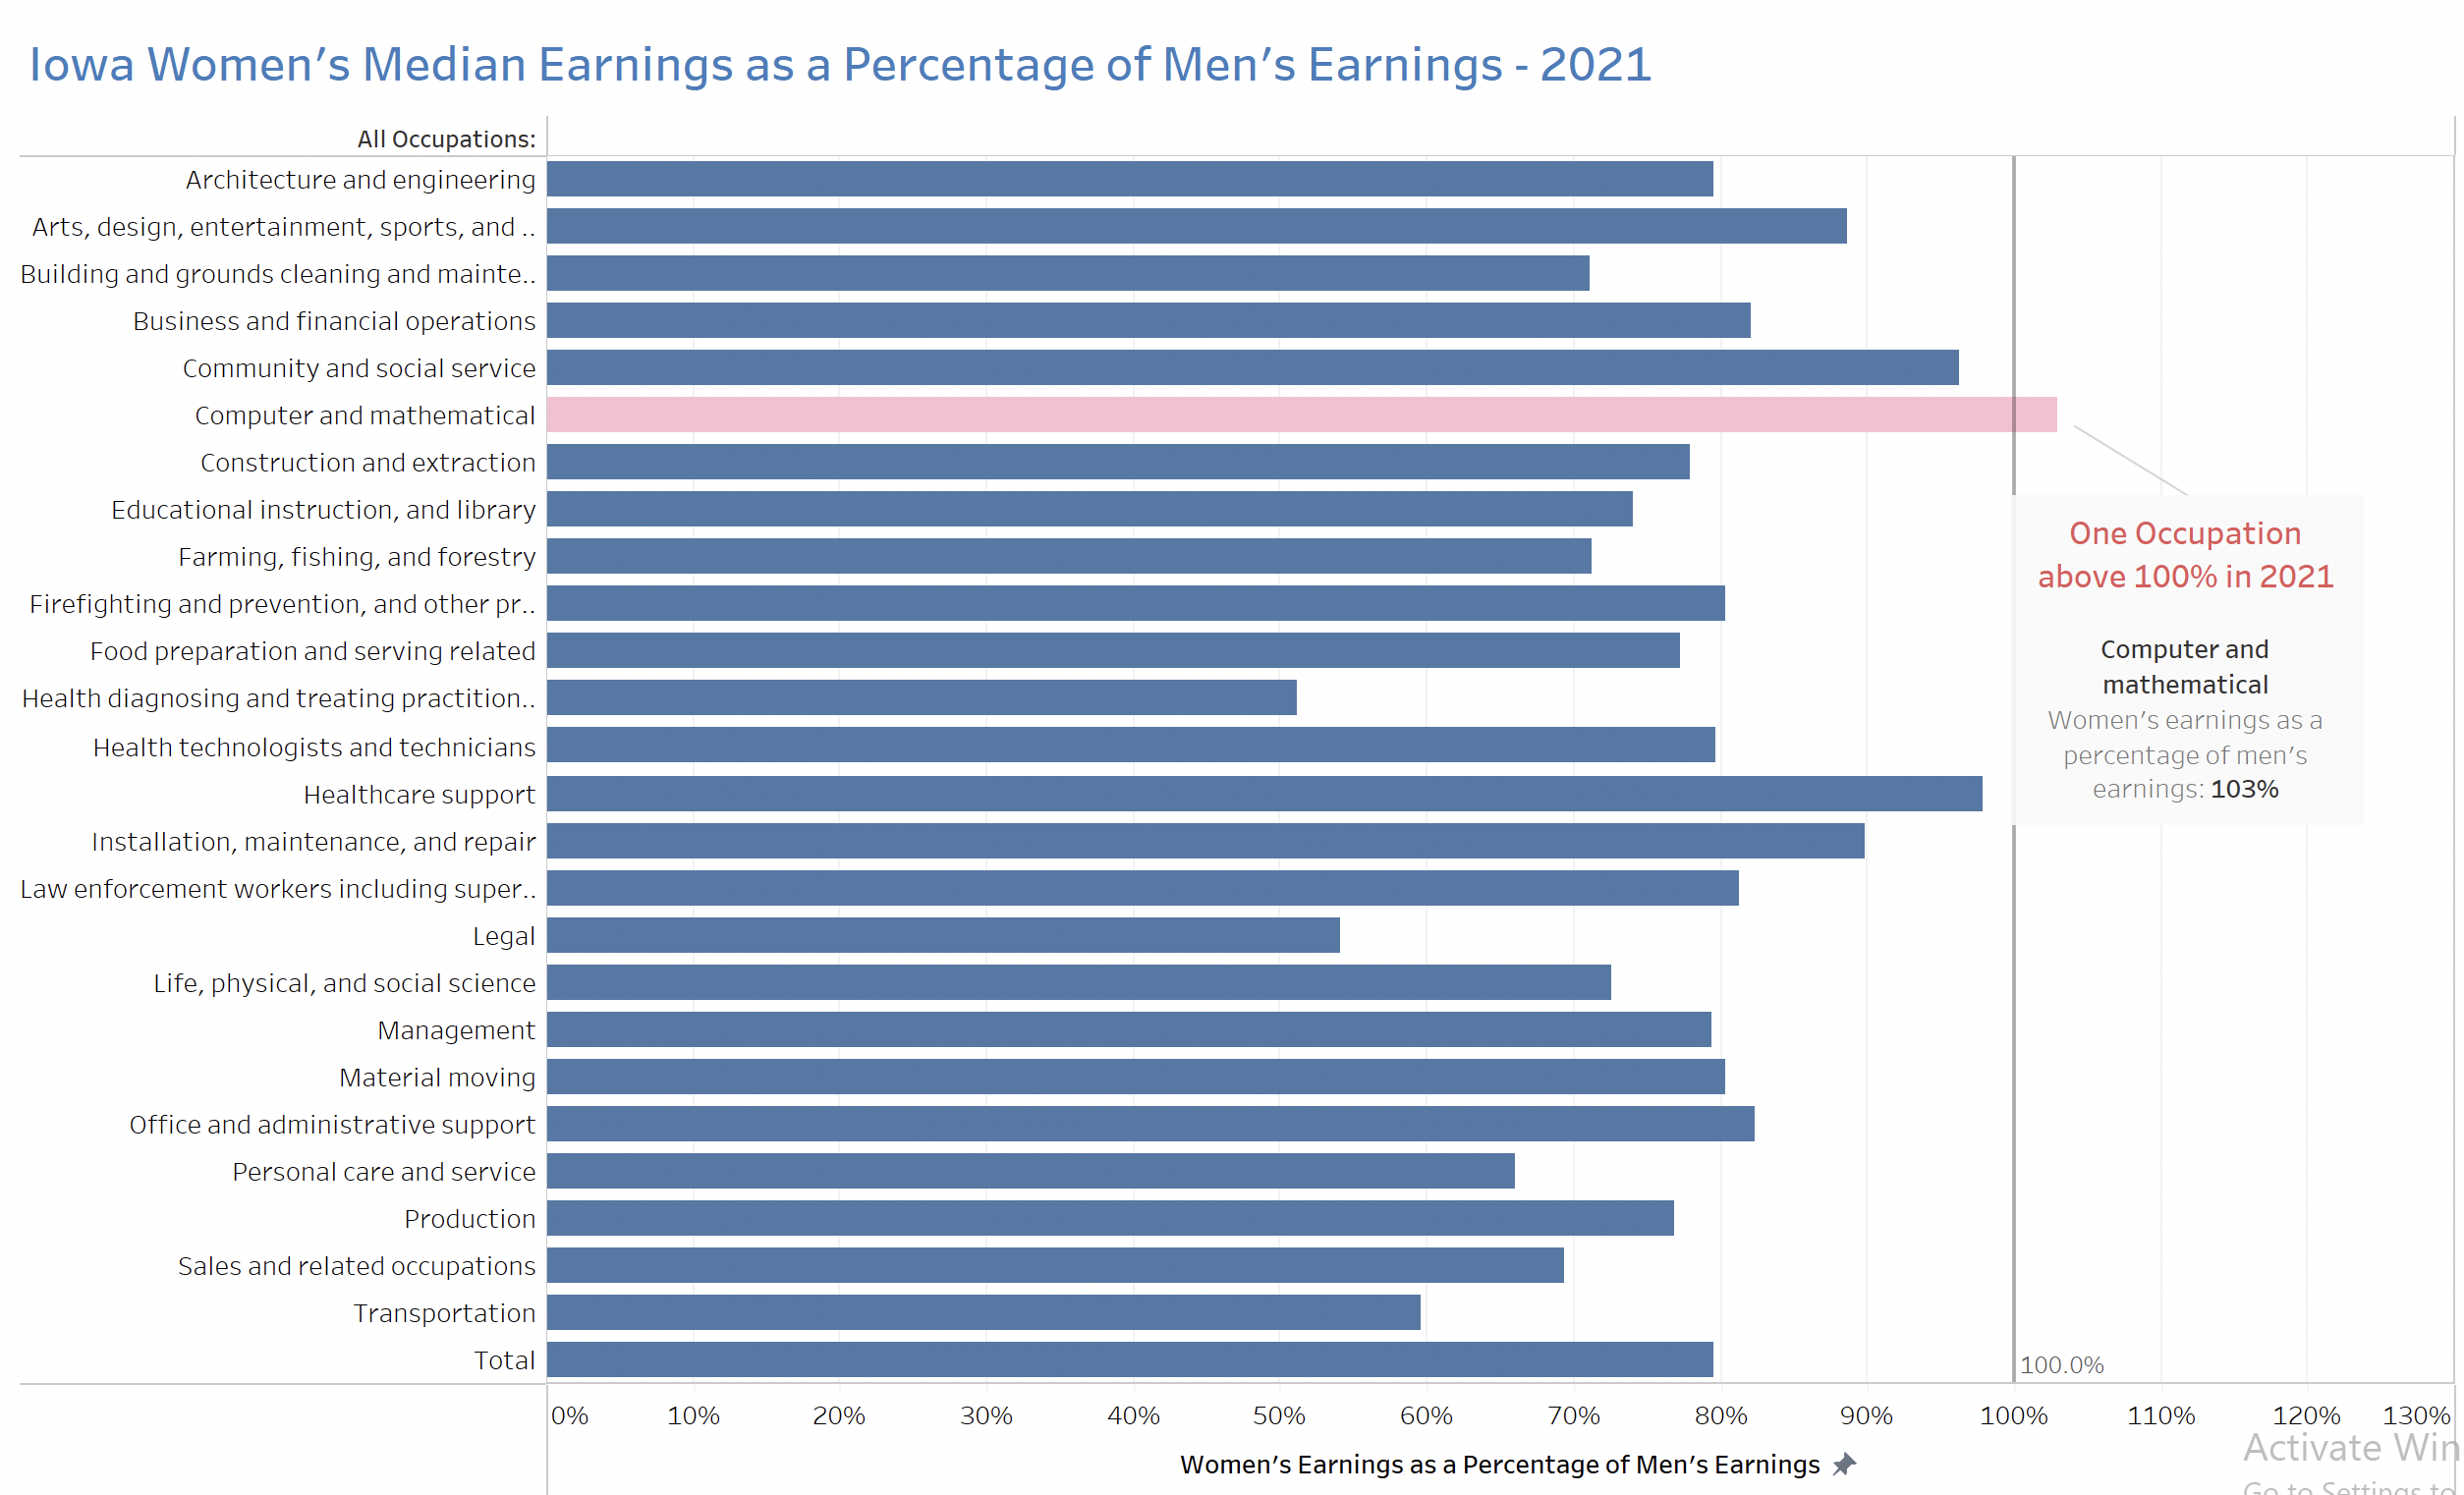 Iowa Women's Median Earnings as a Percentage of Men's Earnings - 2021
All Occupations:
Architecture and engineering
Arts, design, entertainment, sports, and ..
Building and grounds cleaning and mainte..
Business and financial operations
Community and social service
Computer and mathematical
Construction and extraction
Educational instruction, and library
Farming, fishing, and forestry
Firefighting and prevention, and other pr..
Food preparation and serving related
Health diagnosing and treating practition..
Health technologists and technicians
Healthcare support
Installation, maintenance, and repair
Law enforcement workers including super..
Legal
Life, physical, and social science
Management
Material moving
Office and administrative support
Personal care and service
Production
Sales and related occupations
Transportation
Total
One Occupation
above 100% in 2021
Computer and
mathematical
Women's earnings as a
percentage of men's
earnings: 103%
100.0%
0% 10% 20% 30% 40% 50% 60% 70% 80% 90% 100% 110% 120% 130%
Women's Earnings as a Percentage of Men's Earnings
Activate Win
Go to Settings to